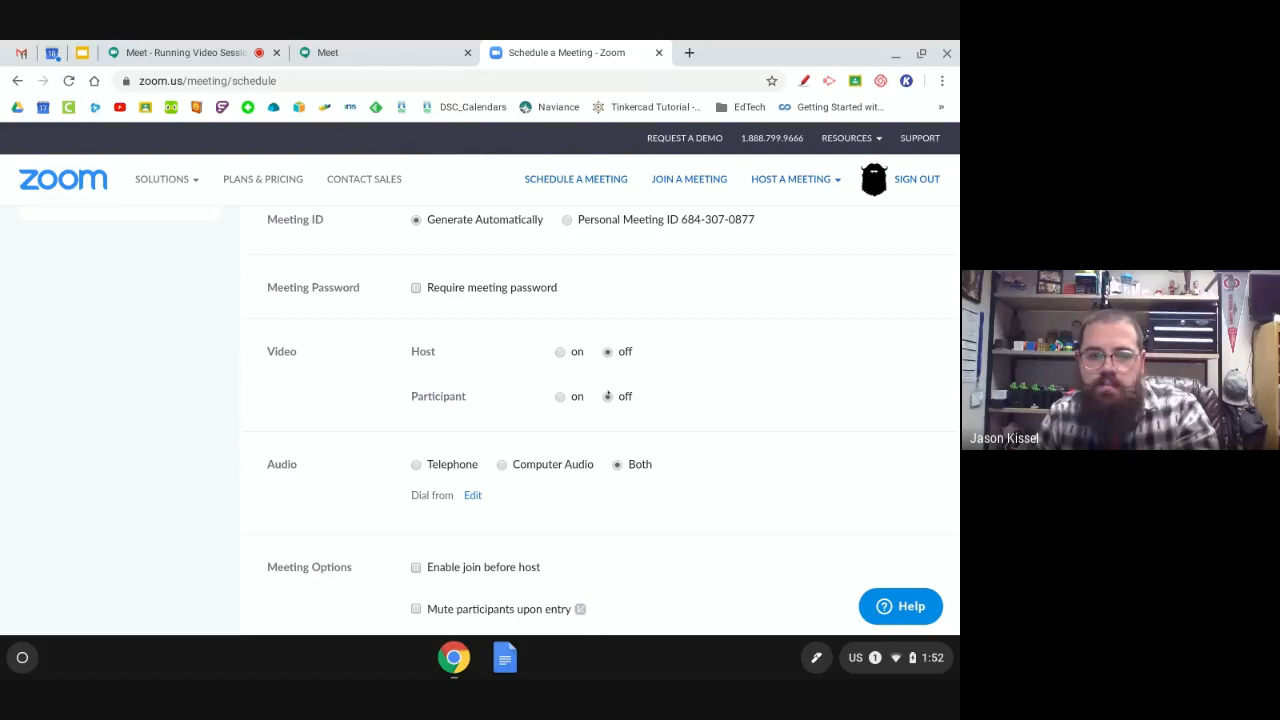 Meet - Running Video Sessi
Meet
Schedule a Meeting - Zoom
zoom.us/meeting/schedule
DSC_Calendars
Naviance
Tinkercad Tutorial -...
EdTech
Getting Started wit...
»
REQUEST A DEMO
1.888.799.9666
RESOURCES
SUPPORT
zoom
SOLUTIONS
PLANS & PRICING
CONTACT SALES
SCHEDULE A MEETING
JOIN A MEETING
HOST A MEETING
SIGN OUT
Meeting ID
Generate Automatically
Personal Meeting ID 684-307-0877
Meeting Password
Require meeting password
Video
Host
on
off
Participant
on
off
Audio
Telephone
Computer Audio
Both
Dial from
Edit
Meeting Options
Enable join before host
Mute participants upon entry
Help
Jason Kissel
US
1
1:52